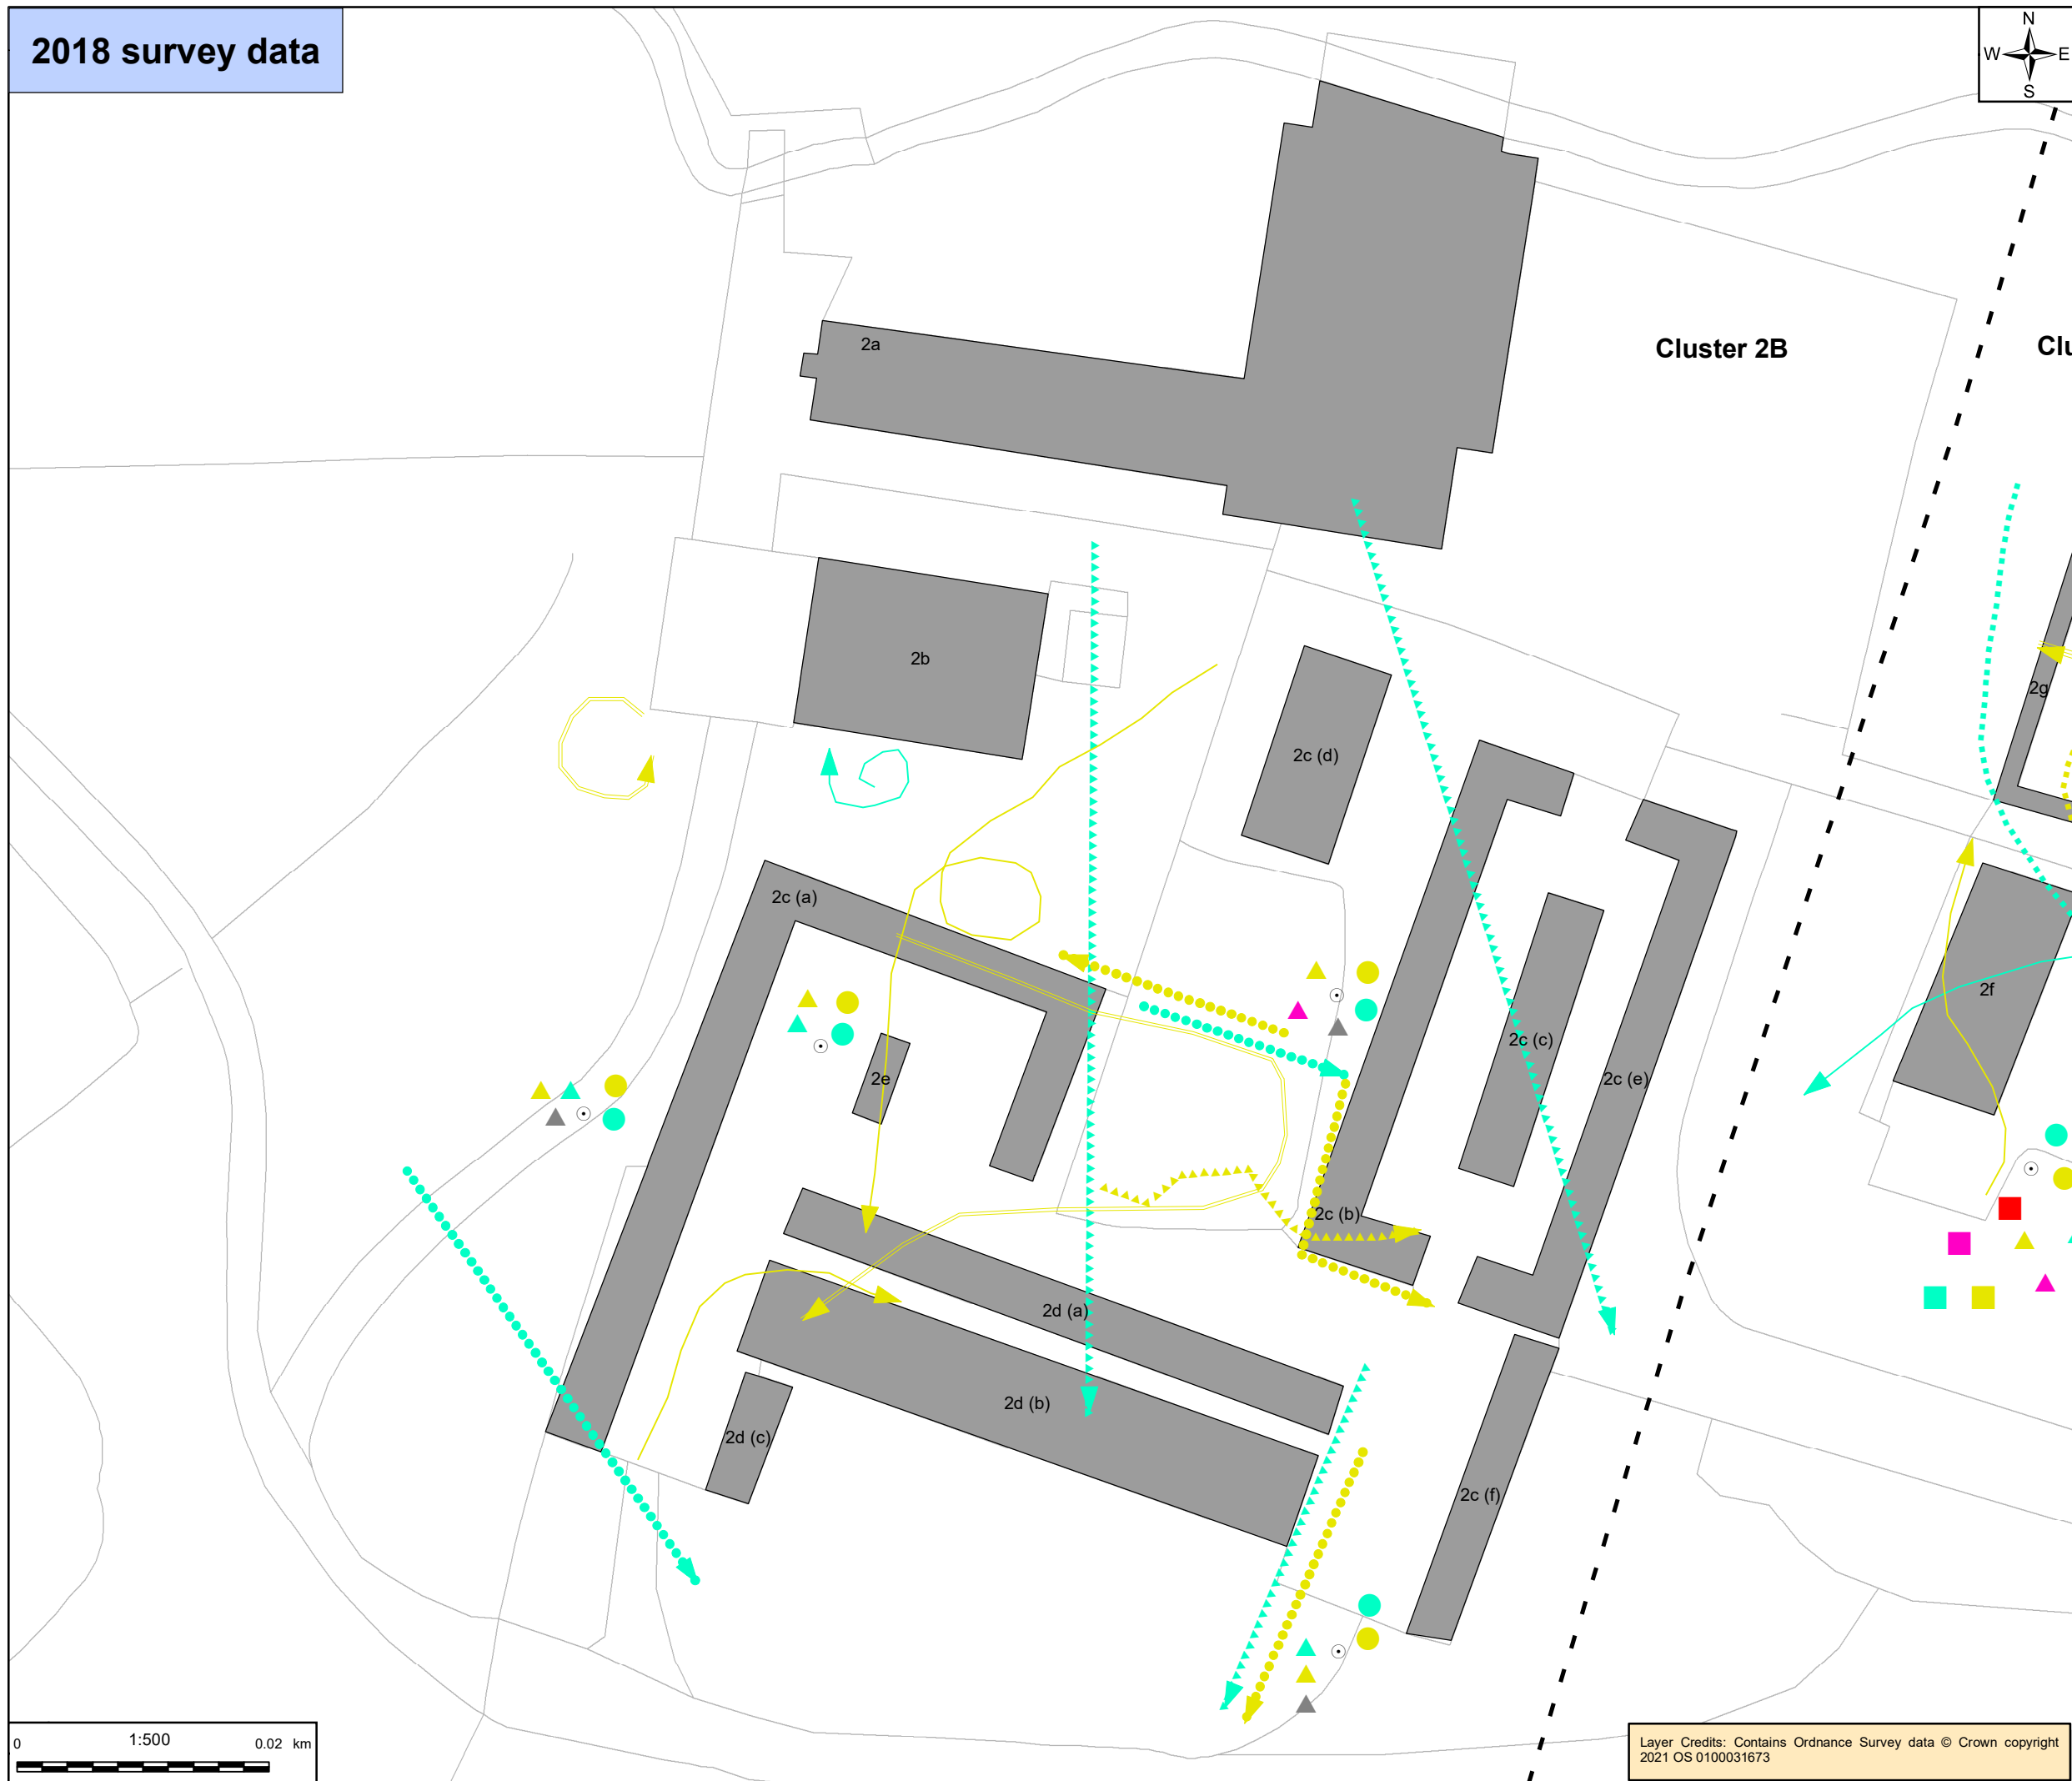 2018 survey data
N
W E
S
2a
Cluster 2B
Clu
2b
2g
2c (d)
2c (a)
2f
2c (c)
2e
2c (e)
2c (b)
2d (a)
2d (b)
2d (c)
2c (f)
1:500
0 0.02 km
Layer Credits: Contains Ordnance Survey data © Crown copyright
2021 OS 0100031673